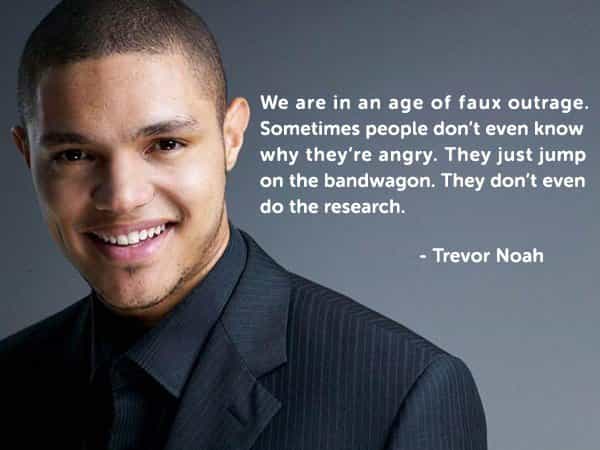 We are in an age of faux outrage.
Sometimes people don’t even know
why they’re angry. They just jump
on the bandwagon. They don’t even
do the research.
- Trevor Noah